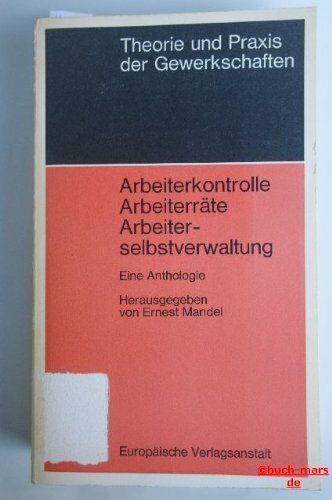 Theorie und Praxis
der Gewerkschaften
Arbeiterkontrolle
Arbeiterräte
Arbeiter-
selbstverwaltung
Eine Anthologie
Herausgegeben
von Ernest Mandel
Europäische Verlagsanstalt
©buch-mars
de